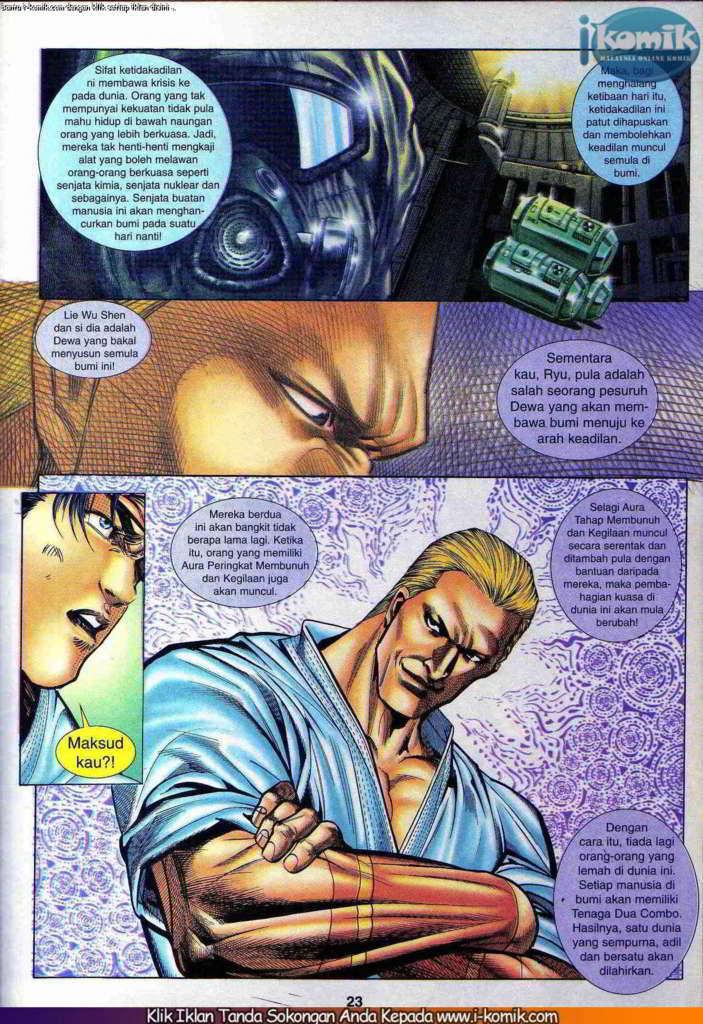 ikomik
MALAYSIA ONLINE KOMIK
Sifat ketidakadilan
ni membawa krisis ke
pada dunia. Orang yang tak
mempunyai kekuatan tidak pula
mahu hidup di bawah naungan
orang yang lebih berkuasa. Jadi,
mereka tak henti-henti mengkaji
alat yang boleh melawan
orang-orang berkuasa seperti
senjata kimia, senjata nuklear dan
sebagainya. Senjata buatan
manusia ini akan menghan-
curkan bumi pada suatu
hari nanti!
Maka, bagi
menghalang
ketibaan hari itu,
ketidakadilan ini
patut dihapuskan
dan membolehkan
keadilan muncul
semula di
bumi.
Lie Wu Shen
dan si dia adalah
Dewa yang bakal
menyusun semula
bumi ini!
Sementara
kau, Ryu, pula adalah
salah seorang pesuruh
Dewa yang akan mem-
bawa bumi menuju ke
arah keadilan.
Mereka berdua
ini akan bangkit tidak
berapa lama lagi. Ketika
itu, orang yang memiliki
Aura Peringkat Membunuh
dan Kegilaan juga
akan muncul.
Selagi Aura
Tahap Membunuh
dan Kegilaan muncul
secara serentak dan
ditambah pula dengan
bantuan daripada
mereka, maka pemba-
hagian kuasa di
dunia ini akan mula
berubah!
Maksud
kau?!
Dengan
cara itu, tiada lagi
orang-orang yang
lemah di dunia ini.
Setiap manusia di
bumi akan memiliki
Tenaga Dua Combo.
Hasilnya, satu dunia
yang sempurna, adil
dan bersatu akan
dilahirkan.
23
Klik Iklan Tanda Sokongan Anda Kepada www.i-komik.com